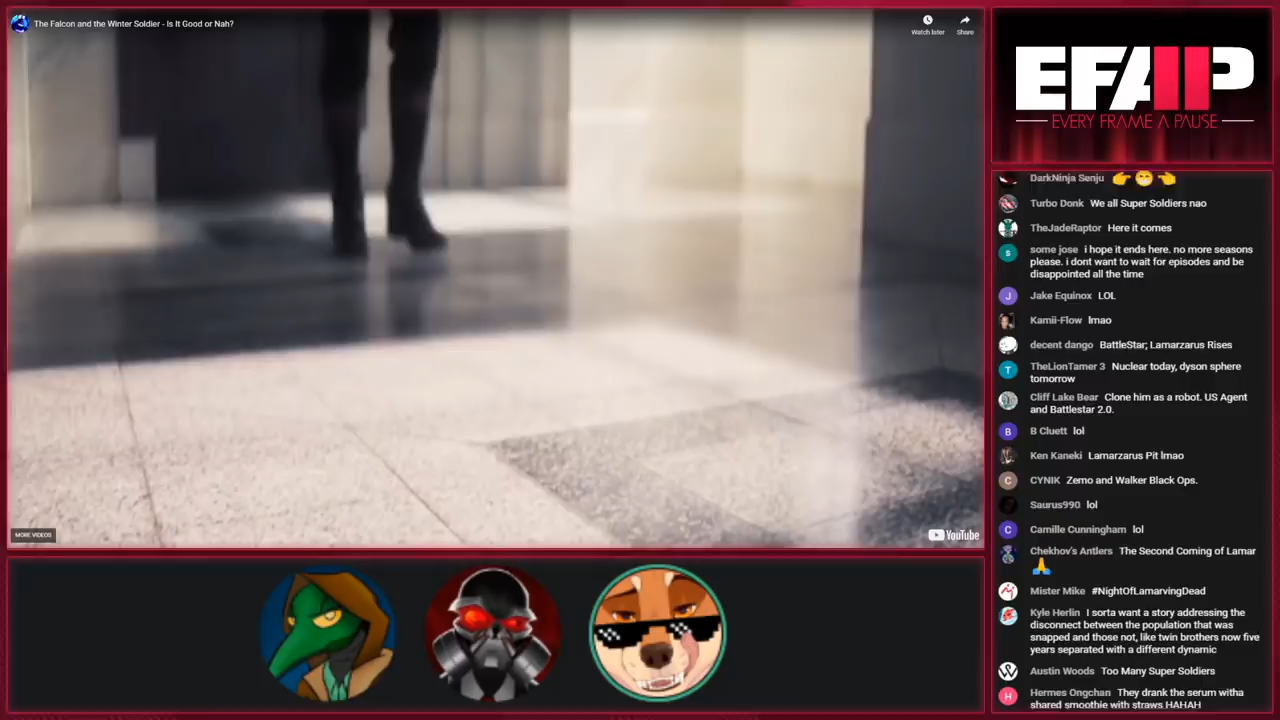 The Falcon and the Winter Soldier - Is It Good or Nah?
Watch later
Share
MORE VIDEOS
YouTube
EFAP
EVERY FRAME A PAUSE
DarkNinja Senju 👉😁👈
Turbo Donk We all Super Soldiers nao
TheJadeRaptor Here it comes
some jose i hope it ends here. no more seasons
please. i dont want to wait for episodes and be
disappointed all the time
Jake Equinox LOL
Kamii-Flow lmao
decent dango BattleStar; Lamarzarus Rises
TheLionTamer 3 Nuclear today, dyson sphere
tomorrow
Cliff Lake Bear Clone him as a robot. US Agent
and Battlestar 2.0.
B Cluett lol
Ken Kaneki Lamarzarus Pit lmao
CYNIK Zemo and Walker Black Ops.
Saurus990 lol
Camille Cunningham lol
Chekhov's Antlers The Second Coming of Lamar
🙏
Mister Mike #NightOfLamarvingDead
Kyle Herlin I sorta want a story addressing the
disconnect between the population that was
snapped and those not, like twin brothers now five
years separated with a different dynamic
Austin Woods Too Many Super Soldiers
Hermes Ongchan They drank the serum witha
shared smoothie with straws HAHAH